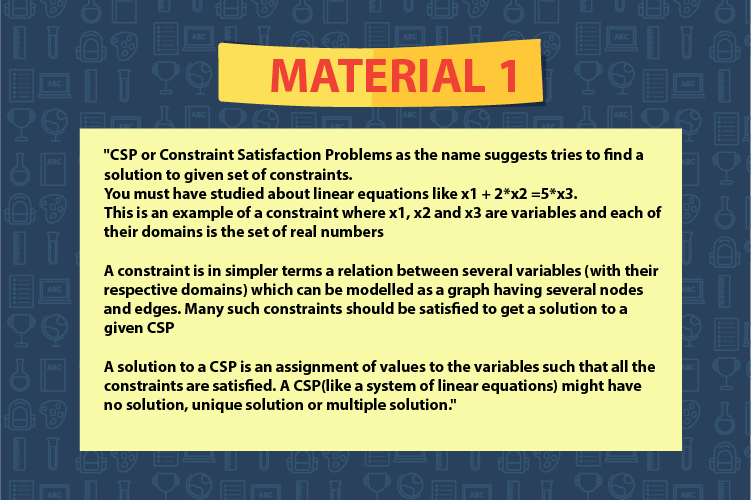 MATERIAL 1
"CSP or Constraint Satisfaction Problems as the name suggests tries to find a
solution to given set of constraints.
You must have studied about linear equations like x1 + 2*x2 =5*x3.
This is an example of a constraint where x1, x2 and x3 are variables and each of
their domains is the set of real numbers
A constraint is in simpler terms a relation between several variables (with their
respective domains) which can be modelled as a graph having several nodes
and edges. Many such constraints should be satisfied to get a solution to a
given CSP
A solution to a CSP is an assignment of values to the variables such that all the
constraints are satisfied. A CSP(like a system of linear equations) might have
no solution, unique solution or multiple solution."